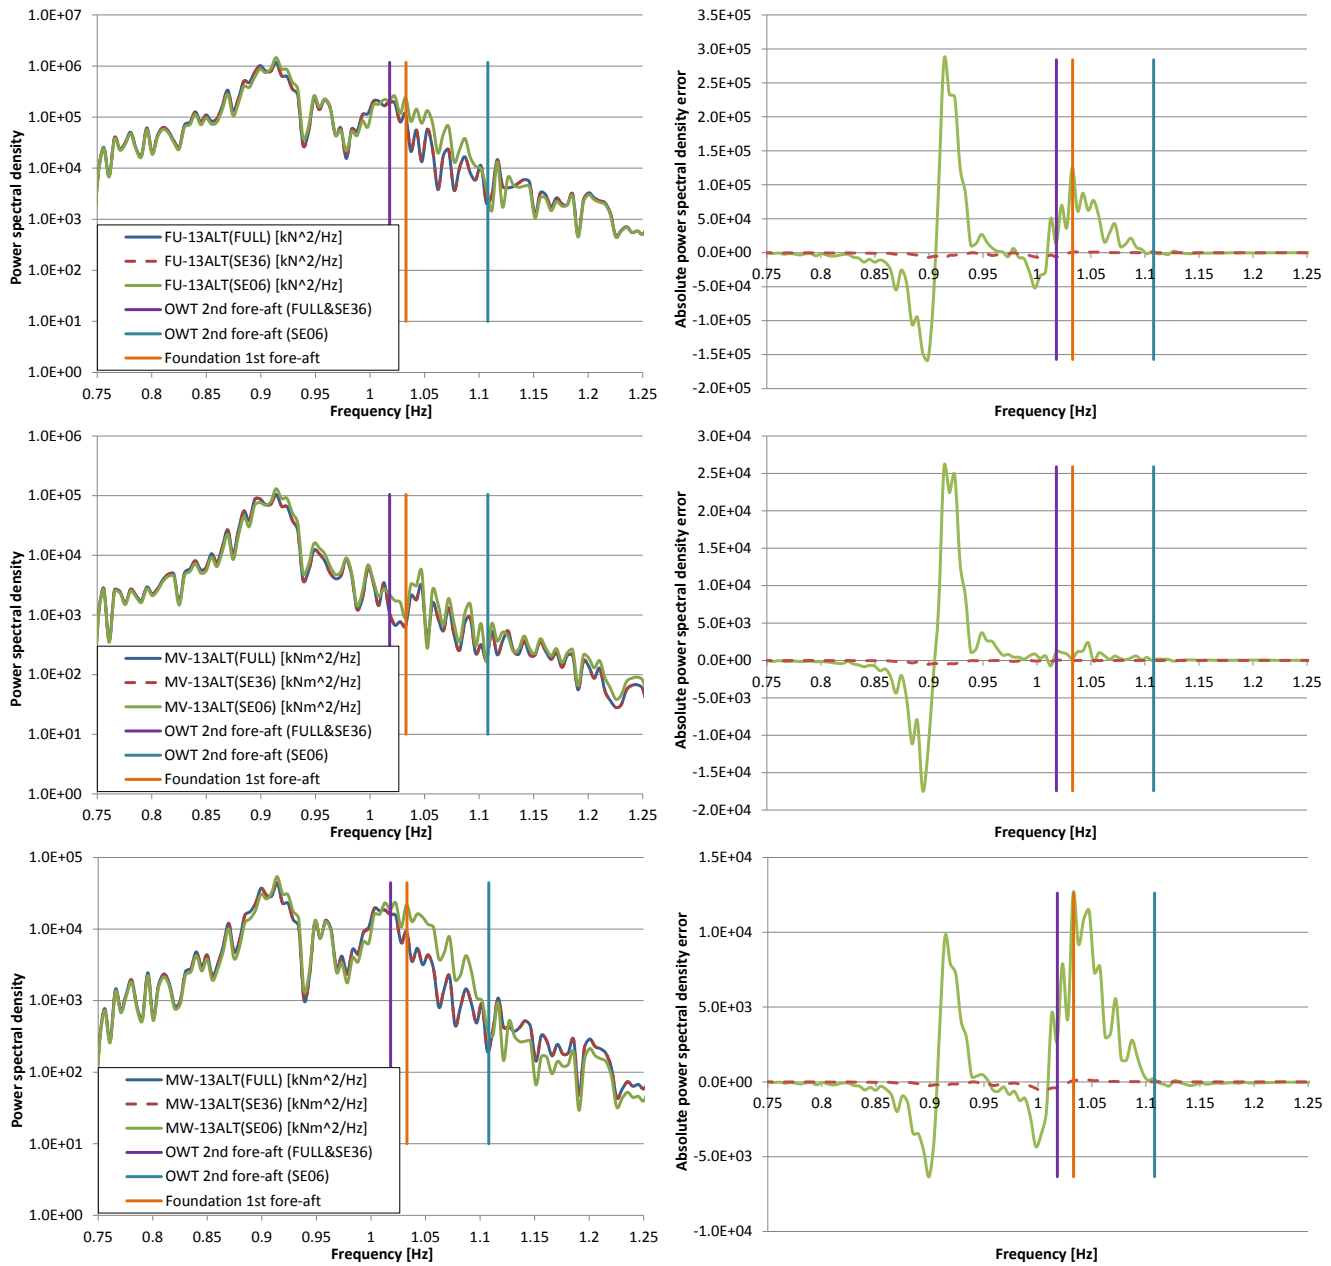 1.0E+07
1.0E+06
1.0E+05
1.0E+04
1.0E+03
1.0E+02
1.0E+01
1.0E+00
Power spectral density
FU-13ALT(FULL) [kN^2/Hz]
FU-13ALT(SE36) [kN^2/Hz]
FU-13ALT(SE06) [kN^2/Hz]
OWT 2nd fore-aft (FULL&SE36)
OWT 2nd fore-aft (SE06)
Foundation 1st fore-aft
0.75 0.8 0.85 0.9 0.95 1 1.05 1.1 1.15 1.2 1.25
Frequency [Hz]
3.5E+05
3.0E+05
2.5E+05
2.0E+05
1.5E+05
1.0E+05
5.0E+04
0.0E+00
-5.0E+04
-1.0E+05
-1.5E+05
-2.0E+05
Absolute power spectral density error
0.75 0.8 0.85 0.9 0.95 1 1.05 1.1 1.15 1.2 1.25
Frequency [Hz]
1.0E+06
1.0E+05
1.0E+04
1.0E+03
1.0E+02
1.0E+01
1.0E+00
Power spectral density
MV-13ALT(FULL) [kNm^2/Hz]
MV-13ALT(SE36) [kNm^2/Hz]
MV-13ALT(SE06) [kNm^2/Hz]
OWT 2nd fore-aft (FULL&SE36)
OWT 2nd fore-aft (SE06)
Foundation 1st fore-aft
0.75 0.8 0.85 0.9 0.95 1 1.05 1.1 1.15 1.2 1.25
Frequency [Hz]
3.0E+04
2.5E+04
2.0E+04
1.5E+04
1.0E+04
5.0E+03
0.0E+00
-5.0E+03
-1.0E+04
-1.5E+04
-2.0E+04
Absolute power spectral density error
0.75 0.8 0.85 0.9 0.95 1 1.05 1.1 1.15 1.2 1.25
Frequency [Hz]
1.0E+05
1.0E+04
1.0E+03
1.0E+02
1.0E+01
1.0E+00
Power spectral density
MW-13ALT(FULL) [kNm^2/Hz]
MW-13ALT(SE36) [kNm^2/Hz]
MW-13ALT(SE06) [kNm^2/Hz]
OWT 2nd fore-aft (FULL&SE36)
OWT 2nd fore-aft (SE06)
Foundation 1st fore-aft
0.75 0.8 0.85 0.9 0.95 1 1.05 1.1 1.15 1.2 1.25
Frequency [Hz]
1.5E+04
1.0E+04
5.0E+03
0.0E+00
-5.0E+03
-1.0E+04
Absolute power spectral density error
0.75 0.8 0.85 0.9 0.95 1 1.05 1.1 1.15 1.2 1.25
Frequency [Hz]